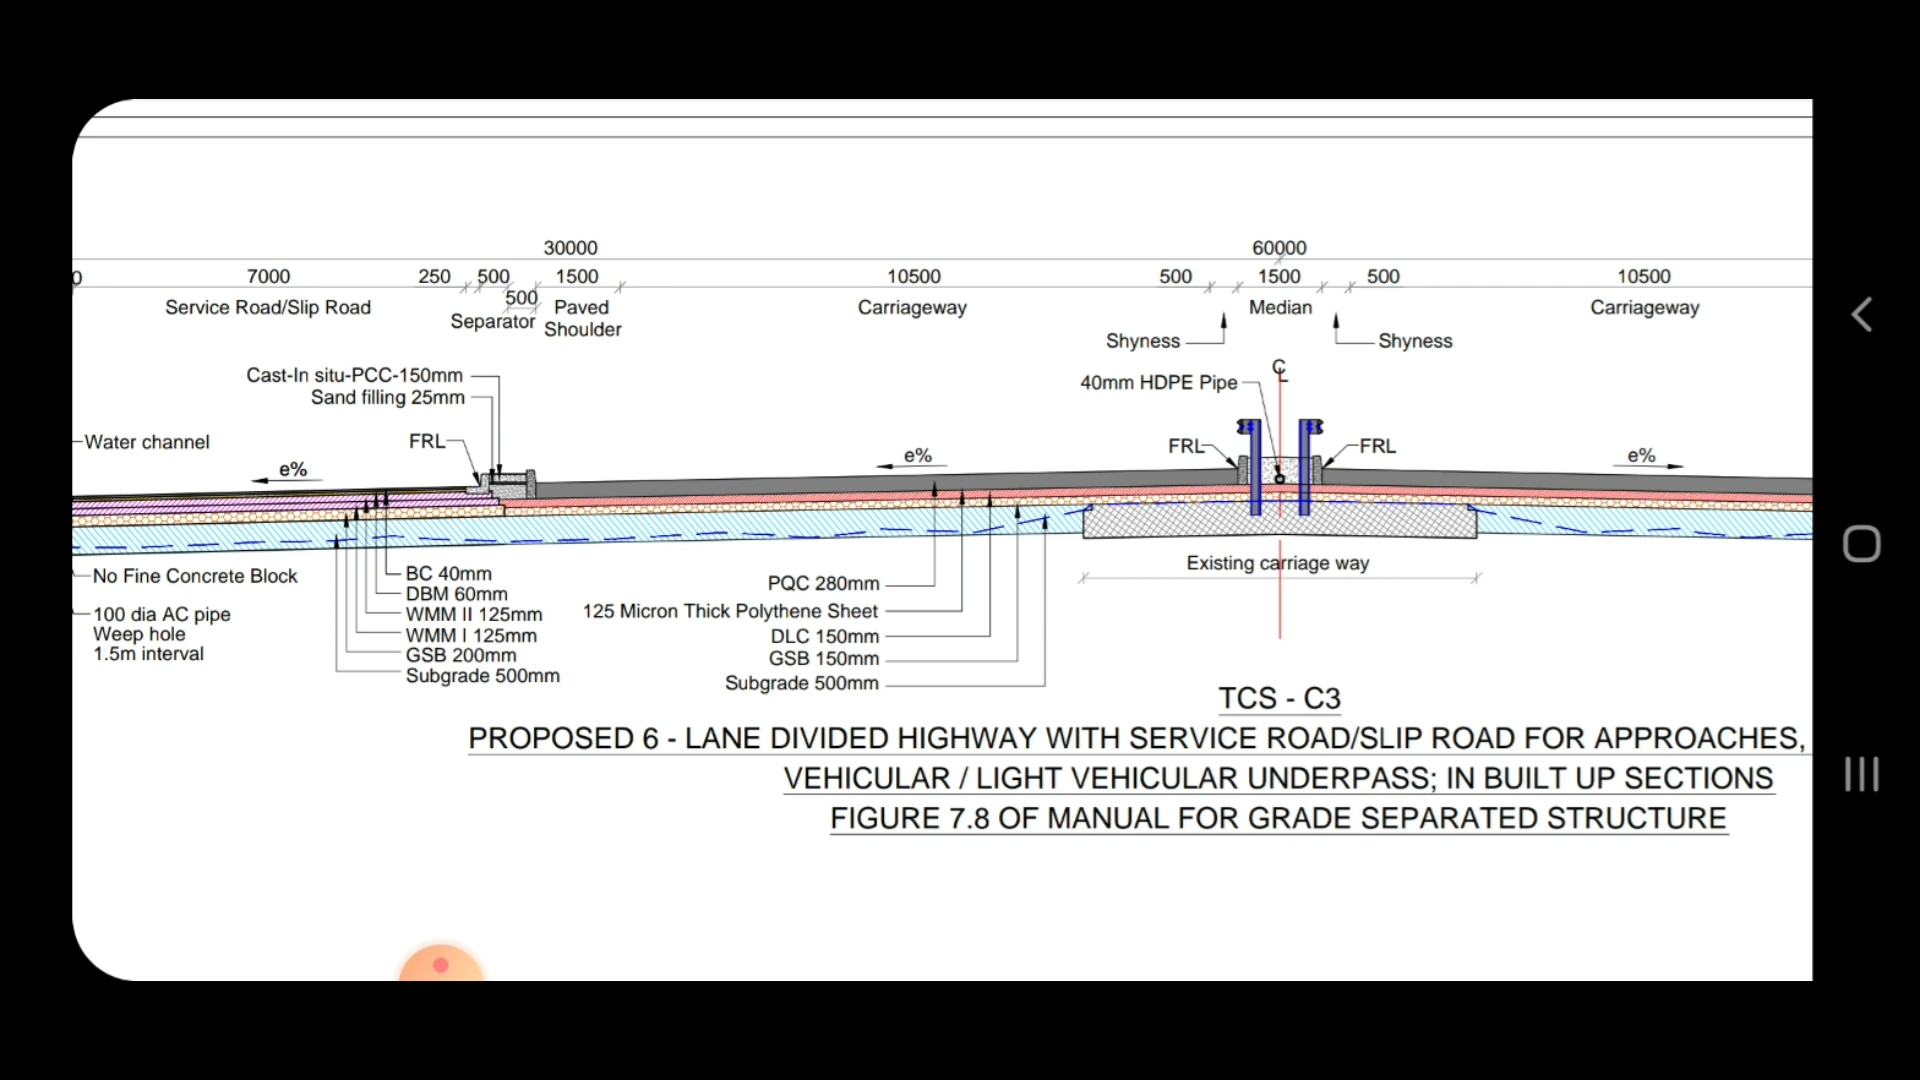 30000
60000
0
7000
250
500
1500
10500
500
1500
500
10500
500
Service Road/Slip Road
Separator
Paved
Shoulder
Carriageway
Median
Carriageway
Shyness
Shyness
Cast-In situ-PCC-150mm
Sand filling 25mm
CL
40mm HDPE Pipe
Water channel
FRL
FRL
FRL
e%
e%
e%
No Fine Concrete Block
100 dia AC pipe
Weep hole
1.5m interval
BC 40mm
DBM 60mm
WMM II 125mm
WMM I 125mm
GSB 200mm
Subgrade 500mm
PQC 280mm
125 Micron Thick Polythene Sheet
DLC 150mm
GSB 150mm
Subgrade 500mm
Existing carriage way
TCS - C3
PROPOSED 6 - LANE DIVIDED HIGHWAY WITH SERVICE ROAD/SLIP ROAD FOR APPROACHES,
VEHICULAR / LIGHT VEHICULAR UNDERPASS; IN BUILT UP SECTIONS
FIGURE 7.8 OF MANUAL FOR GRADE SEPARATED STRUCTURE